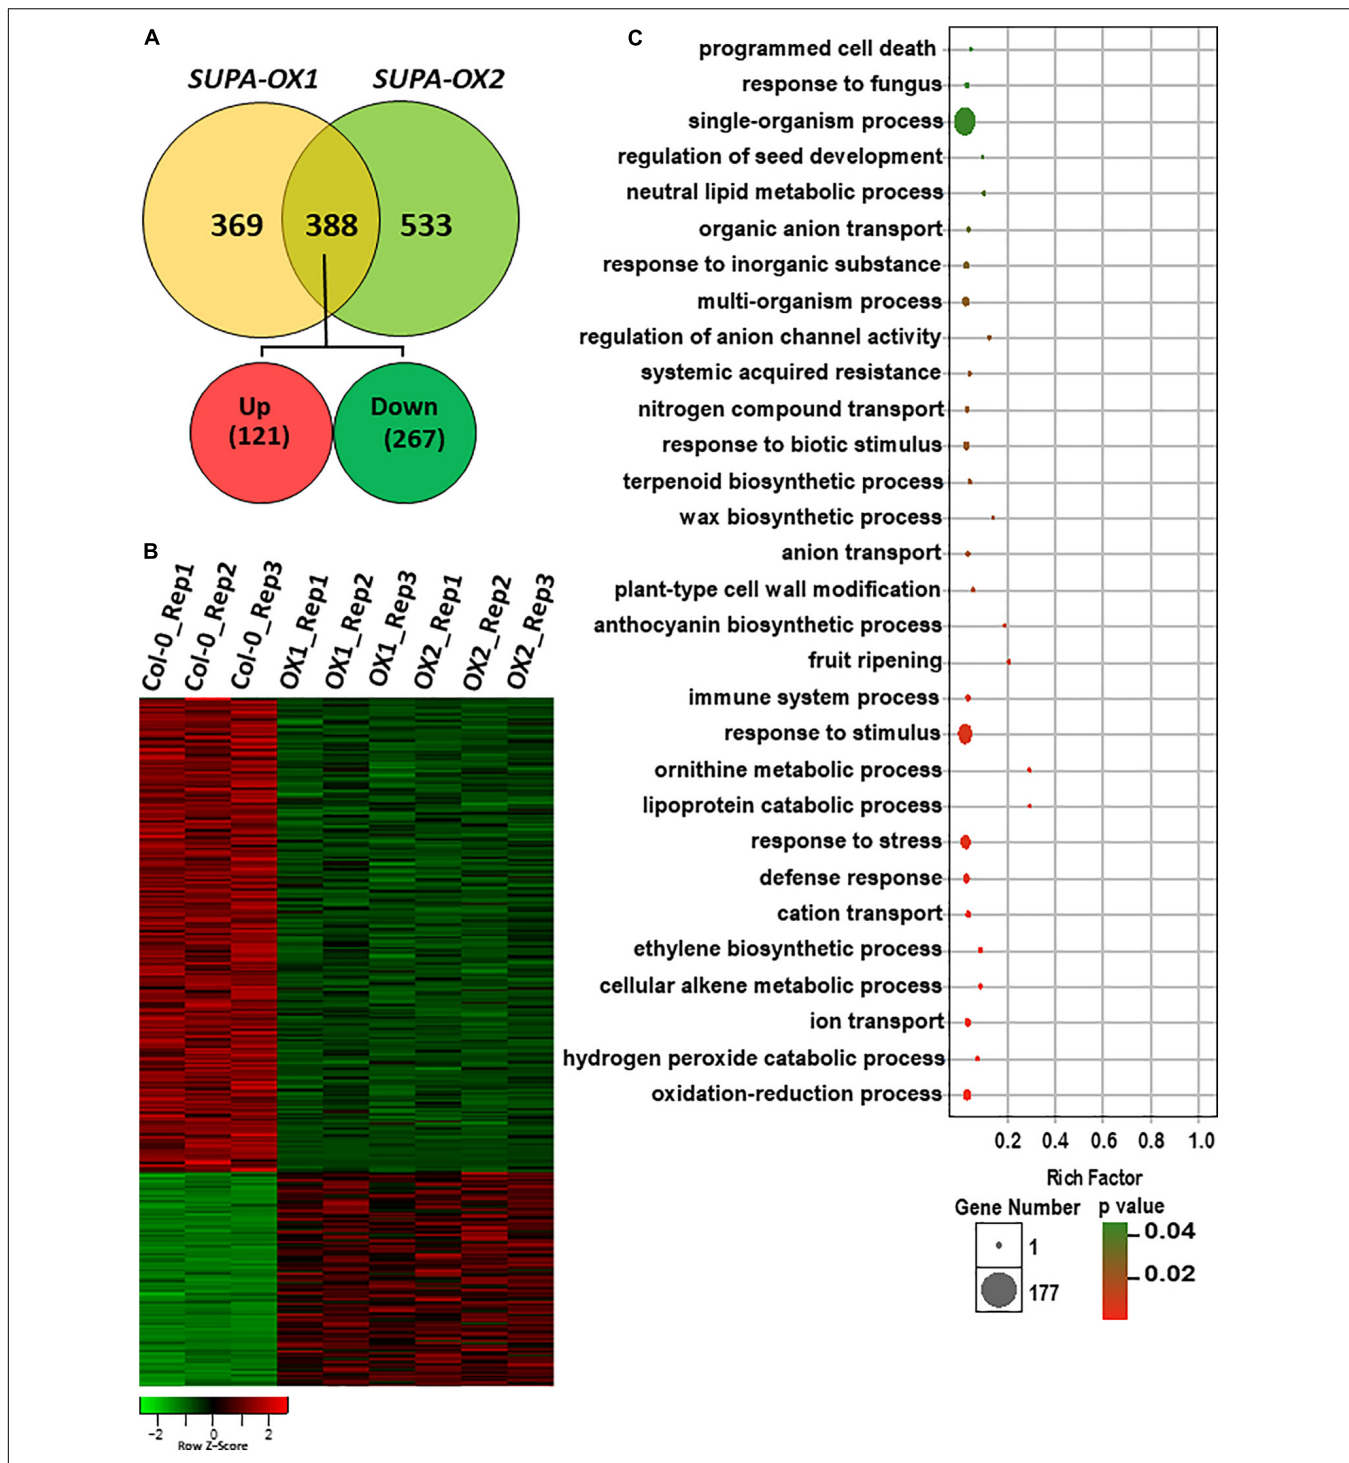 A
SUPA-OX1 SUPA-OX2
369 388 533
Up
(121)
Down
(267)
B
Col-0_Rep1
Col-0_Rep2
Col-0_Rep3
OX1_Rep1
OX1_Rep2
OX1_Rep3
OX2_Rep1
OX2_Rep2
OX2_Rep3
−2 0 2
Row Z−Score
C
programmed cell death
response to fungus
single-organism process
regulation of seed development
neutral lipid metabolic process
organic anion transport
response to inorganic substance
multi-organism process
regulation of anion channel activity
systemic acquired resistance
nitrogen compound transport
response to biotic stimulus
terpenoid biosynthetic process
wax biosynthetic process
anion transport
plant-type cell wall modification
anthocyanin biosynthetic process
fruit ripening
immune system process
response to stimulus
ornithine metabolic process
lipoprotein catabolic process
response to stress
defense response
cation transport
ethylene biosynthetic process
cellular alkene metabolic process
ion transport
hydrogen peroxide catabolic process
oxidation-reduction process
0.2 0.4 0.6 0.8 1.0
Rich Factor
Gene Number
1
177
p value
0.04
0.02